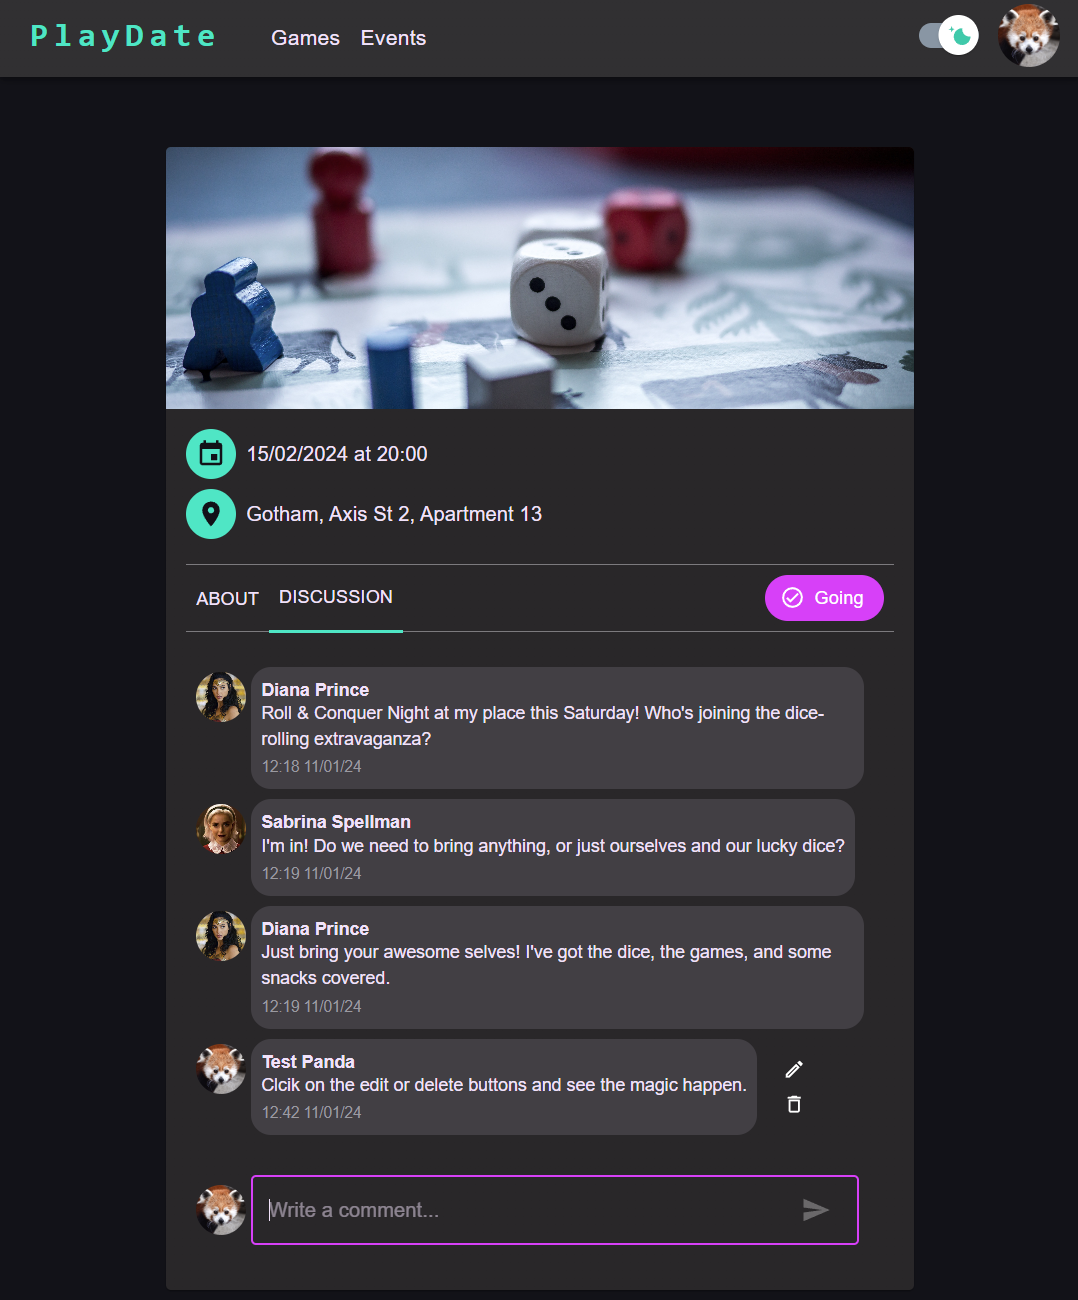 PlayDate
Games Events
15/02/2024 at 20:00
Gotham, Axis St 2, Apartment 13
ABOUT DISCUSSION Going
Diana Prince
Roll & Conquer Night at my place this Saturday! Who's joining the dice-
rolling extravaganza?
12:18 11/01/24
Sabrina Spellman
I'm in! Do we need to bring anything, or just ourselves and our lucky dice?
12:19 11/01/24
Diana Prince
Just bring your awesome selves! I've got the dice, the games, and some
snacks covered.
12:19 11/01/24
Test Panda
Clcik on the edit or delete buttons and see the magic happen.
12:42 11/01/24
Write a comment...